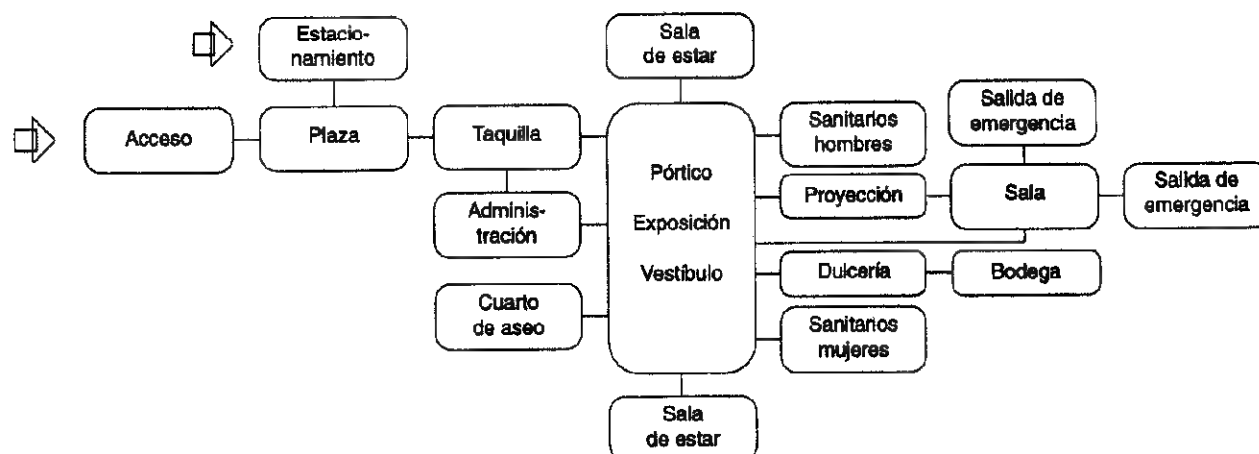 Estacio-
namiento
Sala
de estar
Acceso
Plaza
Taquilla
Adminis-
tración
Cuarto
de aseo
Pórtico
Exposición
Vestíbulo
Sanitarios
hombres
Proyección
Salida de
emergencia
Sala
Salida de
emergencia
Dulcería
Bodega
Sanitarios
mujeres
Sala
de estar